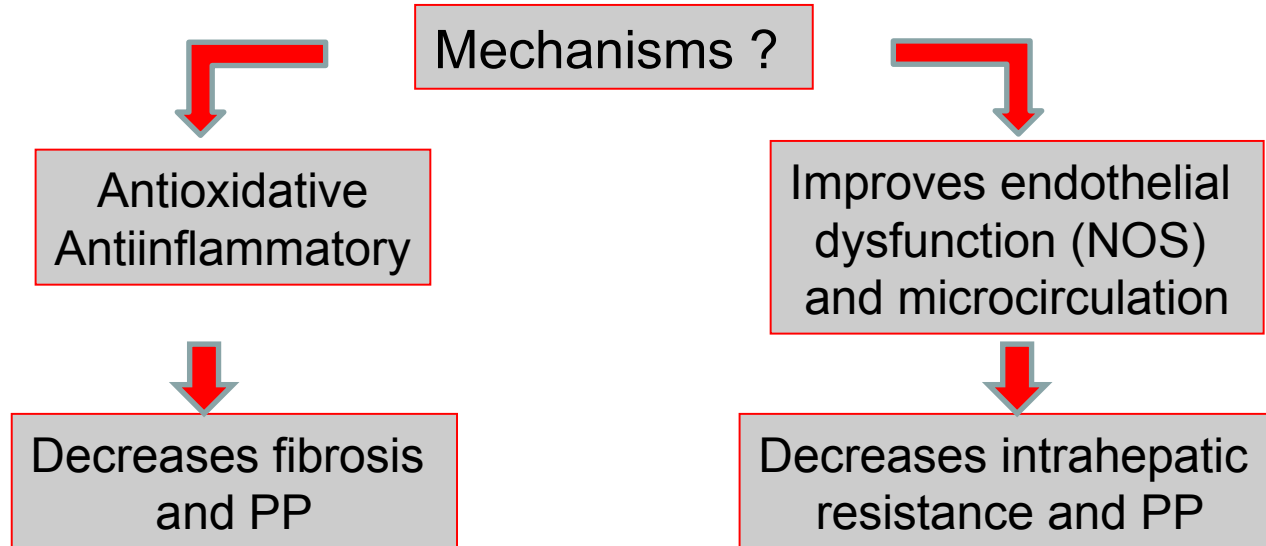 Mechanisms ?
Antioxidative
Antiinflammatory
Improves endothelial
dysfunction (NOS)
and microcirculation
Decreases fibrosis
and PP
Decreases intrahepatic
resistance and PP